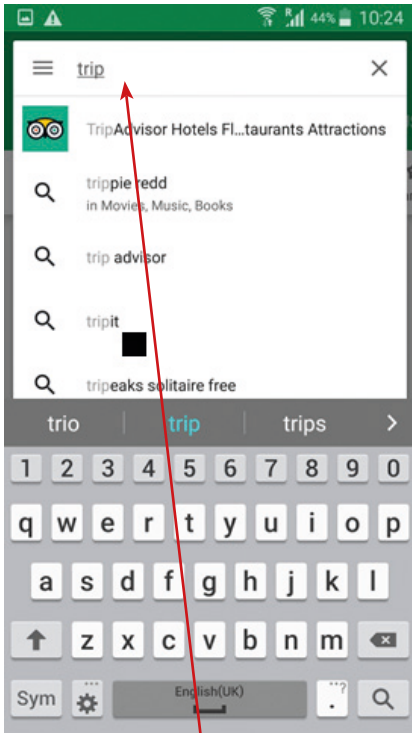 R 44% 10:24
trip
TripAdvisor Hotels Fl...taurants Attractions
trippie redd
in Movies, Music, Books
trip advisor
tripit
tripeaks solitaire free
trio trip trips >
1 2 3 4 5 6 7 8 9 0
q w e r t y u i o p
a s d f g h j k l
z x c v b n m
Sym English(UK) ...? .